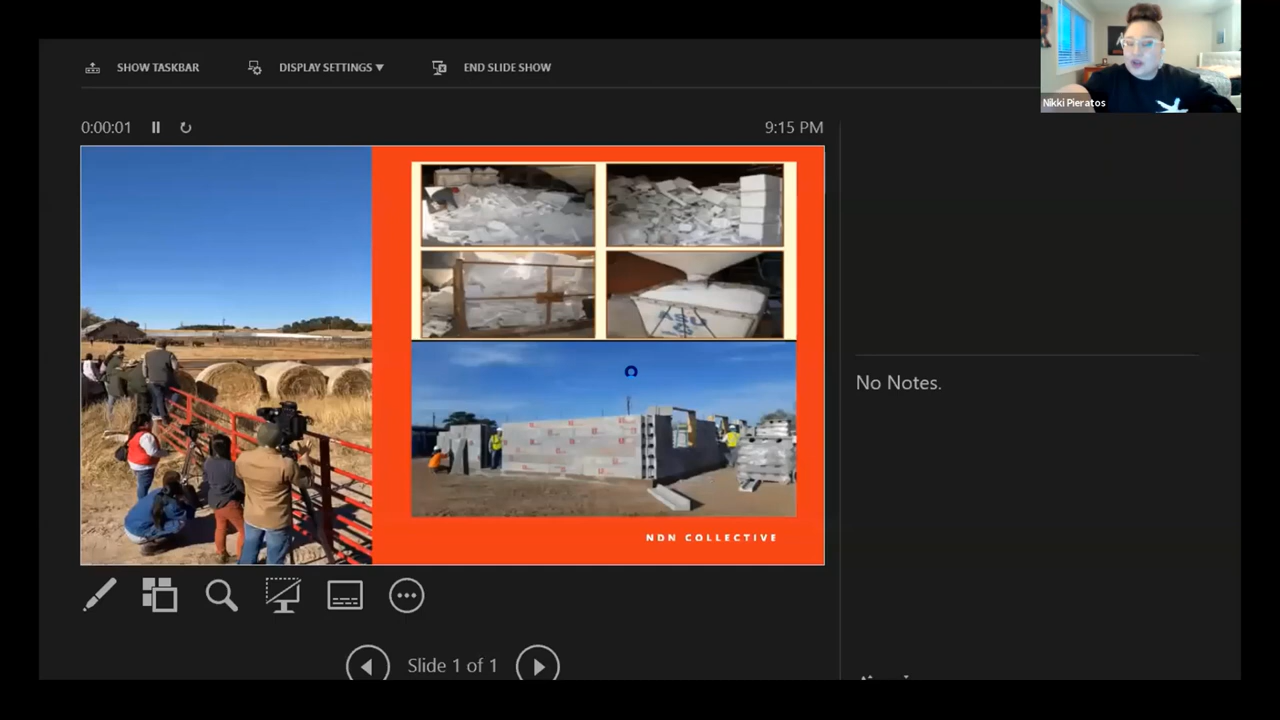 SHOW TASKBAR
DISPLAY SETTINGS ▼
END SLIDE SHOW
Nikki Pieratos
0:00:01
9:15 PM
No Notes.
NDN COLLECTIVE
Slide 1 of 1